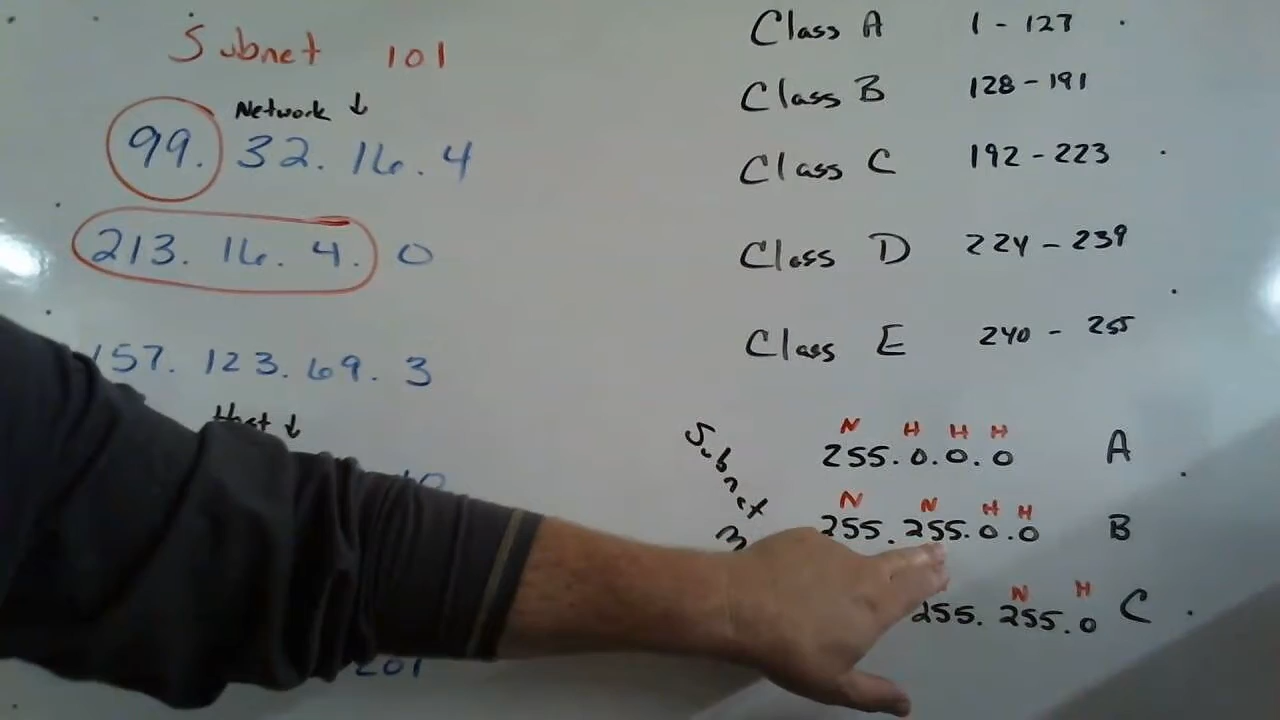 Subnet 101
Network ↓
99. 32. 16. 4
213. 16. 4. 0
157. 123. 69. 3
host ↓
201
Class A 1 - 127
Class B 128 - 191
Class C 192 - 223
Class D 224 - 239
Class E 240 - 255
Subnet
N H H H
255. 0. 0. 0 A
N N H H
255. 255. 0. 0 B
N H
255. 255. 0 C